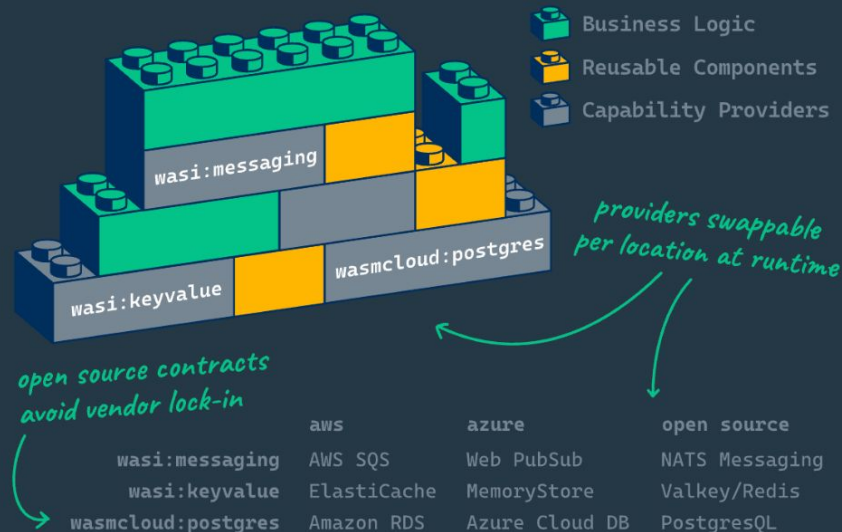 Business Logic
Reusable Components
Capability Providers
wasi:messaging
wasmcloud:postgres
wasi:keyvalue
providers swappable
per location at runtime
open source contracts
avoid vendor lock-in
aws azure open source
wasi:messaging AWS SQS Web PubSub NATS Messaging
wasi:keyvalue ElastiCache MemoryStore Valkey/Redis
wasmcloud:postgres Amazon RDS Azure Cloud DB PostgresQL